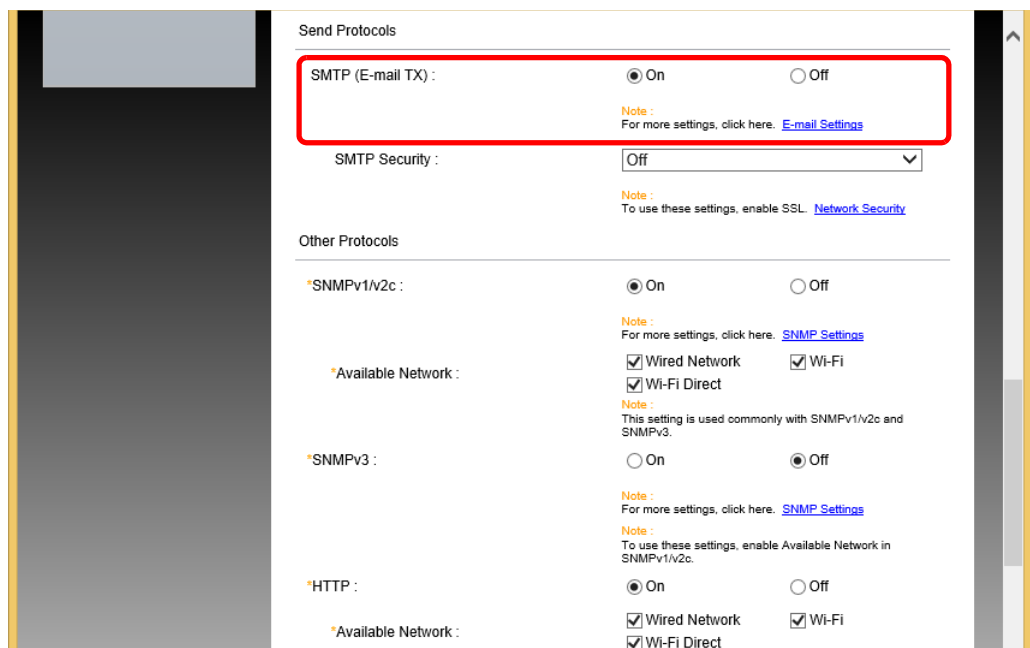 Send Protocols
SMTP (E-mail TX) : On Off
Note :
For more settings, click here. E-mail Settings
SMTP Security : Off
Note :
To use these settings, enable SSL. Network Security
Other Protocols
*SNMPv1/v2c : On Off
Note :
For more settings, click here. SNMP Settings
*Available Network : Wired Network Wi-Fi
Wi-Fi Direct
Note :
This setting is used commonly with SNMPv1/v2c and
SNMPv3.
*SNMPv3 : On Off
Note :
For more settings, click here. SNMP Settings
Note :
To use these settings, enable Available Network in
SNMPv1/v2c.
*HTTP : On Off
*Available Network : Wired Network Wi-Fi
Wi-Fi Direct